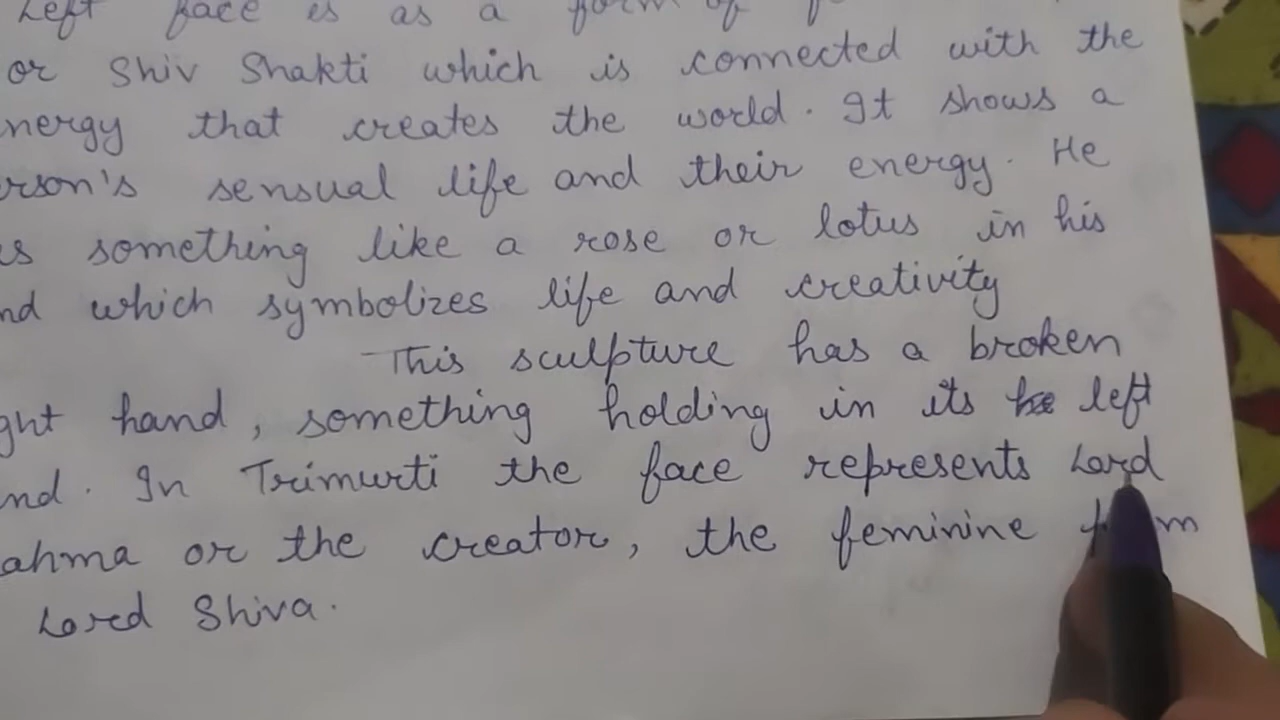 Left face is as a form of
or Shiv Shakti which is connected with the
nergy that creates the world. It shows a
erson's sensual life and their energy. He
s something like a rose or lotus in his
nd which symbolizes life and creativity
This sculpture has a broken
ght hand, something holding in its left
nd. In Trimurti the face represents Lord
ahma or the creator, the feminine
Lord Shiva.